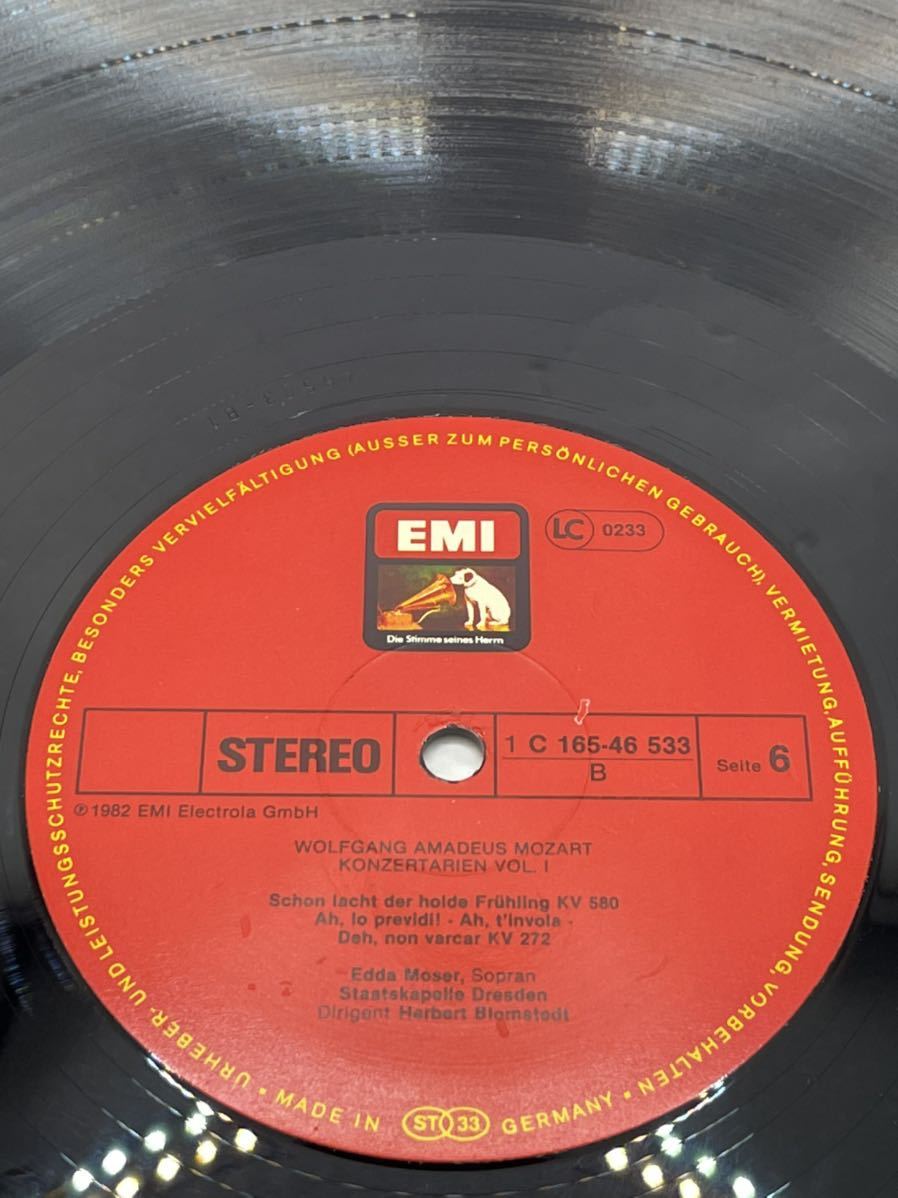 URHEBER- UND LEISTUNGSSCHUTZRECHTE, BESONDERS VERVIELFÄLTIGUNG (AUSSER ZUM PERSÖNLICHEN GEBRAUCH), VERMIETUNG, AUFFÜHRUNG, SENDUNG, VORBEHALTEN
EMI
LC 0233
Die Stimme seines Herrn
STEREO
1 C 165-46 533
B
Seite 6
℗1982 EMI Electrola GmbH
WOLFGANG AMADEUS MOZART
KONZERTARIEN VOL. I
Schon lacht der holde Frühling KV 580
Ah, lo previdi! - Ah, t'invola -
Deh, non varcar KV 272
Edda Moser, Sopran
Staatskapelle Dresden
Dirigent Herbert Blomstedt
MADE IN ST 33 GERMANY